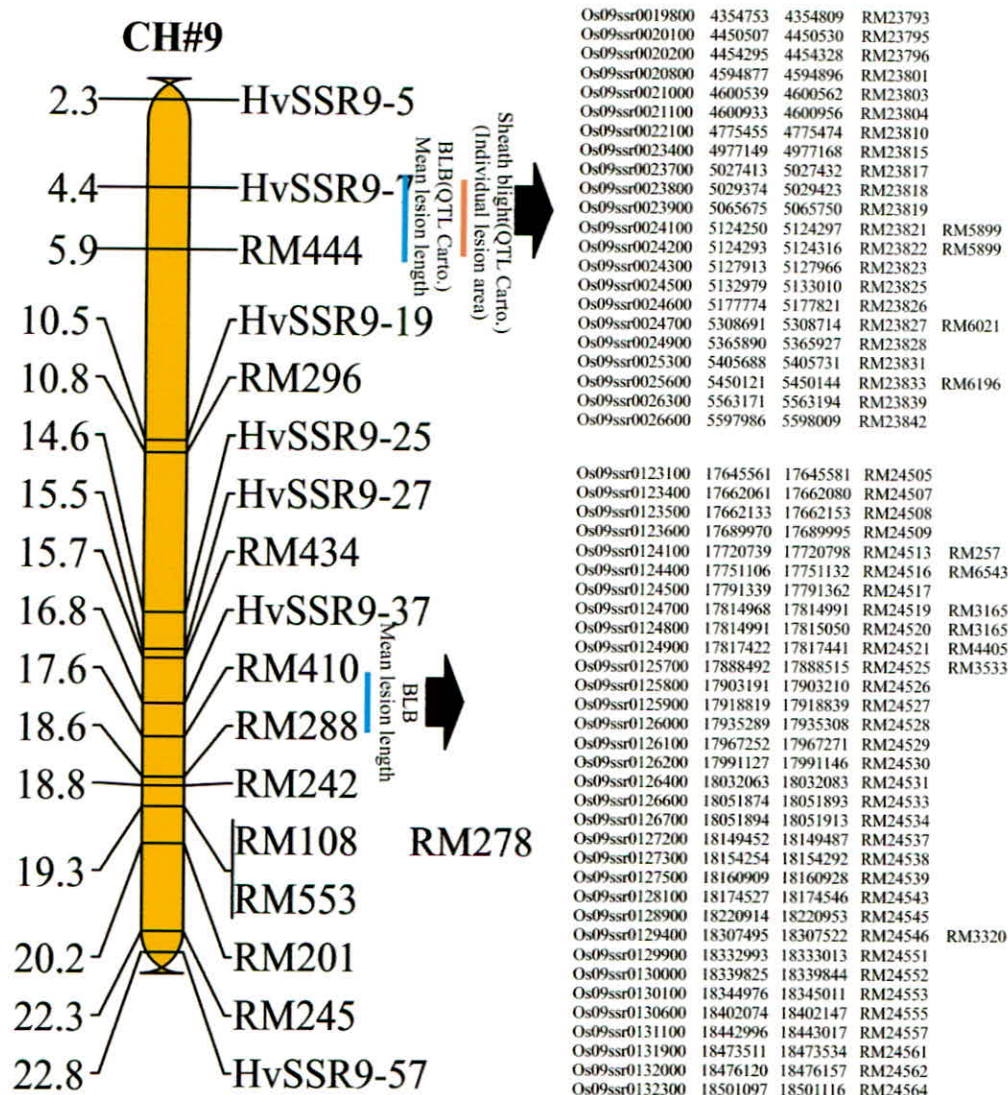 CH#9
2.3 HvSSR9-5
4.4 HvSSR9-7
5.9 RM444
10.5 HvSSR9-19
10.8 RM296
14.6 HvSSR9-25
15.5 HvSSR9-27
15.7 RM434
16.8 HvSSR9-37
17.6 RM410
18.6 RM288
18.8 RM242
19.3 RM108 RM278
RM553
20.2 RM201
22.3 RM245
22.8 HvSSR9-57
Sheath blight(QTL Carto.)
(Individual lesion area)
BLB(QTL Carto.)
Mean lesion length
BLB
Mean lesion length
Os09ssr0019800 4354753 4354809 RM23793
Os09ssr0020100 4450507 4450530 RM23795
Os09ssr0020200 4454295 4454328 RM23796
Os09ssr0020800 4594877 4594896 RM23801
Os09ssr0021000 4600539 4600562 RM23803
Os09ssr0021100 4600933 4600956 RM23804
Os09ssr0022100 4775455 4775474 RM23810
Os09ssr0023400 4977149 4977168 RM23815
Os09ssr0023700 5027413 5027432 RM23817
Os09ssr0023800 5029374 5029423 RM23818
Os09ssr0023900 5065675 5065750 RM23819
Os09ssr0024100 5124250 5124297 RM23821 RM5899
Os09ssr0024200 5124293 5124316 RM23822 RM5899
Os09ssr0024300 5127913 5127966 RM23823
Os09ssr0024500 5132979 5133010 RM23825
Os09ssr0024600 5177774 5177821 RM23826
Os09ssr0024700 5308691 5308714 RM23827 RM6021
Os09ssr0024900 5365890 5365927 RM23828
Os09ssr0025300 5405688 5405731 RM23831
Os09ssr0025600 5450121 5450144 RM23833 RM6196
Os09ssr0026300 5563171 5563194 RM23839
Os09ssr0026600 5597986 5598009 RM23842
Os09ssr0123100 17645561 17645581 RM24505
Os09ssr0123400 17662061 17662080 RM24507
Os09ssr0123500 17662133 17662153 RM24508
Os09ssr0123600 17689970 17689995 RM24509
Os09ssr0124100 17720739 17720798 RM24513 RM257
Os09ssr0124400 17751106 17751132 RM24516 RM6543
Os09ssr0124500 17791339 17791362 RM24517
Os09ssr0124700 17814968 17814991 RM24519 RM3165
Os09ssr0124800 17814991 17815050 RM24520 RM3165
Os09ssr0124900 17817422 17817441 RM24521 RM4405
Os09ssr0125700 17888492 17888515 RM24525 RM3533
Os09ssr0125800 17903191 17903210 RM24526
Os09ssr0125900 17918819 17918839 RM24527
Os09ssr0126000 17935289 17935308 RM24528
Os09ssr0126100 17967252 17967271 RM24529
Os09ssr0126200 17991127 17991146 RM24530
Os09ssr0126400 18032063 18032083 RM24531
Os09ssr0126600 18051874 18051893 RM24533
Os09ssr0126700 18051894 18051913 RM24534
Os09ssr0127200 18149452 18149487 RM24537
Os09ssr0127300 18154254 18154292 RM24538
Os09ssr0127500 18160909 18160928 RM24539
Os09ssr0128100 18174527 18174546 RM24543
Os09ssr0128900 18220914 18220953 RM24545
Os09ssr0129400 18307495 18307522 RM24546 RM3320
Os09ssr0129900 18332993 18333013 RM24551
Os09ssr0130000 18339825 18339844 RM24552
Os09ssr0130100 18344976 18345011 RM24553
Os09ssr0130600 18402074 18402147 RM24555
Os09ssr0131100 18442996 18443017 RM24557
Os09ssr0131900 18473511 18473534 RM24561
Os09ssr0132000 18476120 18476157 RM24562
Os09ssr0132300 18501097 18501116 RM24564